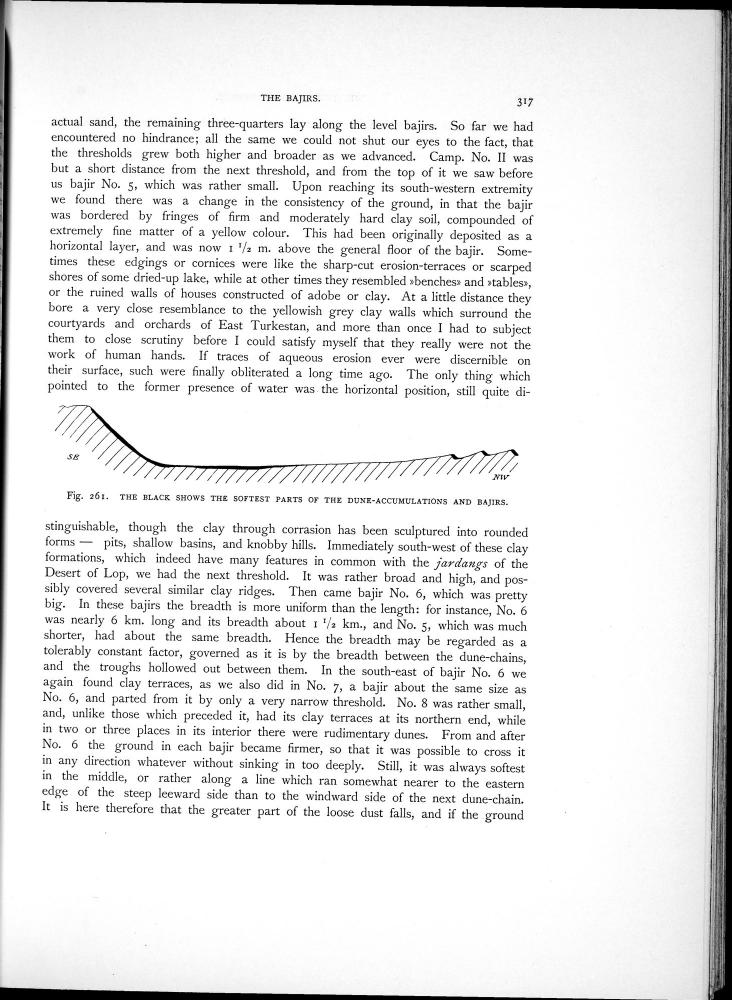 THE BAJIRS. 317
actual sand, the remaining three-quarters lay along the level bajirs. So far we had
encountered no hindrance; all the same we could not shut our eyes to the fact, that
the thresholds grew both higher and broader as we advanced. Camp. No. II was
but a short distance from the next threshold, and from the top of it we saw before
us bajir No. 5, which was rather small. Upon reaching its south-western extremity
we found there was a change in the consistency of the ground, in that the bajir
was bordered by fringes of firm and moderately hard clay soil, compounded of
extremely fine matter of a yellow colour. This had been originally deposited as a
horizontal layer, and was now 1 1/2 m. above the general floor of the bajir. Some-
times these edgings or cornices were like the sharp-cut erosion-terraces or scarped
shores of some dried-up lake, while at other times they resembled »benches» and »tables»,
or the ruined walls of houses constructed of adobe or clay. At a little distance they
bore a very close resemblance to the yellowish grey clay walls which surround the
courtyards and orchards of East Turkestan, and more than once I had to subject
them to close scrutiny before I could satisfy myself that they really were not the
work of human hands. If traces of aqueous erosion ever were discernible on
their surface, such were finally obliterated a long time ago. The only thing which
pointed to the former presence of water was the horizontal position, still quite di-
SE
NW
Fig. 261. THE BLACK SHOWS THE SOFTEST PARTS OF THE DUNE-ACCUMULATIONS AND BAJIRS.
stinguishable, though the clay through corrasion has been sculptured into rounded
forms — pits, shallow basins, and knobby hills. Immediately south-west of these clay
formations, which indeed have many features in common with the jardangs of the
Desert of Lop, we had the next threshold. It was rather broad and high, and pos-
sibly covered several similar clay ridges. Then came bajir No. 6, which was pretty
big. In these bajirs the breadth is more uniform than the length: for instance, No. 6
was nearly 6 km. long and its breadth about 1 1/2 km., and No. 5, which was much
shorter, had about the same breadth. Hence the breadth may be regarded as a
tolerably constant factor, governed as it is by the breadth between the dune-chains,
and the troughs hollowed out between them. In the south-east of bajir No. 6 we
again found clay terraces, as we also did in No. 7, a bajir about the same size as
No. 6, and parted from it by only a very narrow threshold. No. 8 was rather small,
and, unlike those which preceded it, had its clay terraces at its northern end, while
in two or three places in its interior there were rudimentary dunes. From and after
No. 6 the ground in each bajir became firmer, so that it was possible to cross it
in any direction whatever without sinking in too deeply. Still, it was always softest
in the middle, or rather along a line which ran somewhat nearer to the eastern
edge of the steep leeward side than to the windward side of the next dune-chain.
It is here therefore that the greater part of the loose dust falls, and if the ground